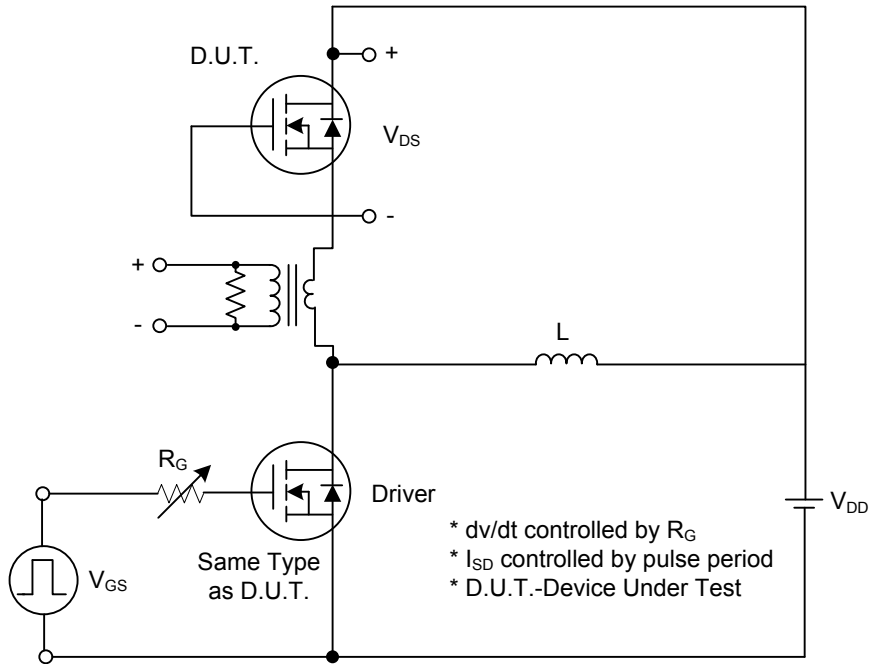 D.U.T.
+
V_DS
-
+
-
L
R_G
Driver
V_DD
V_GS
Same Type
as D.U.T.
* dv/dt controlled by R_G
* I_SD controlled by pulse period
* D.U.T.-Device Under Test